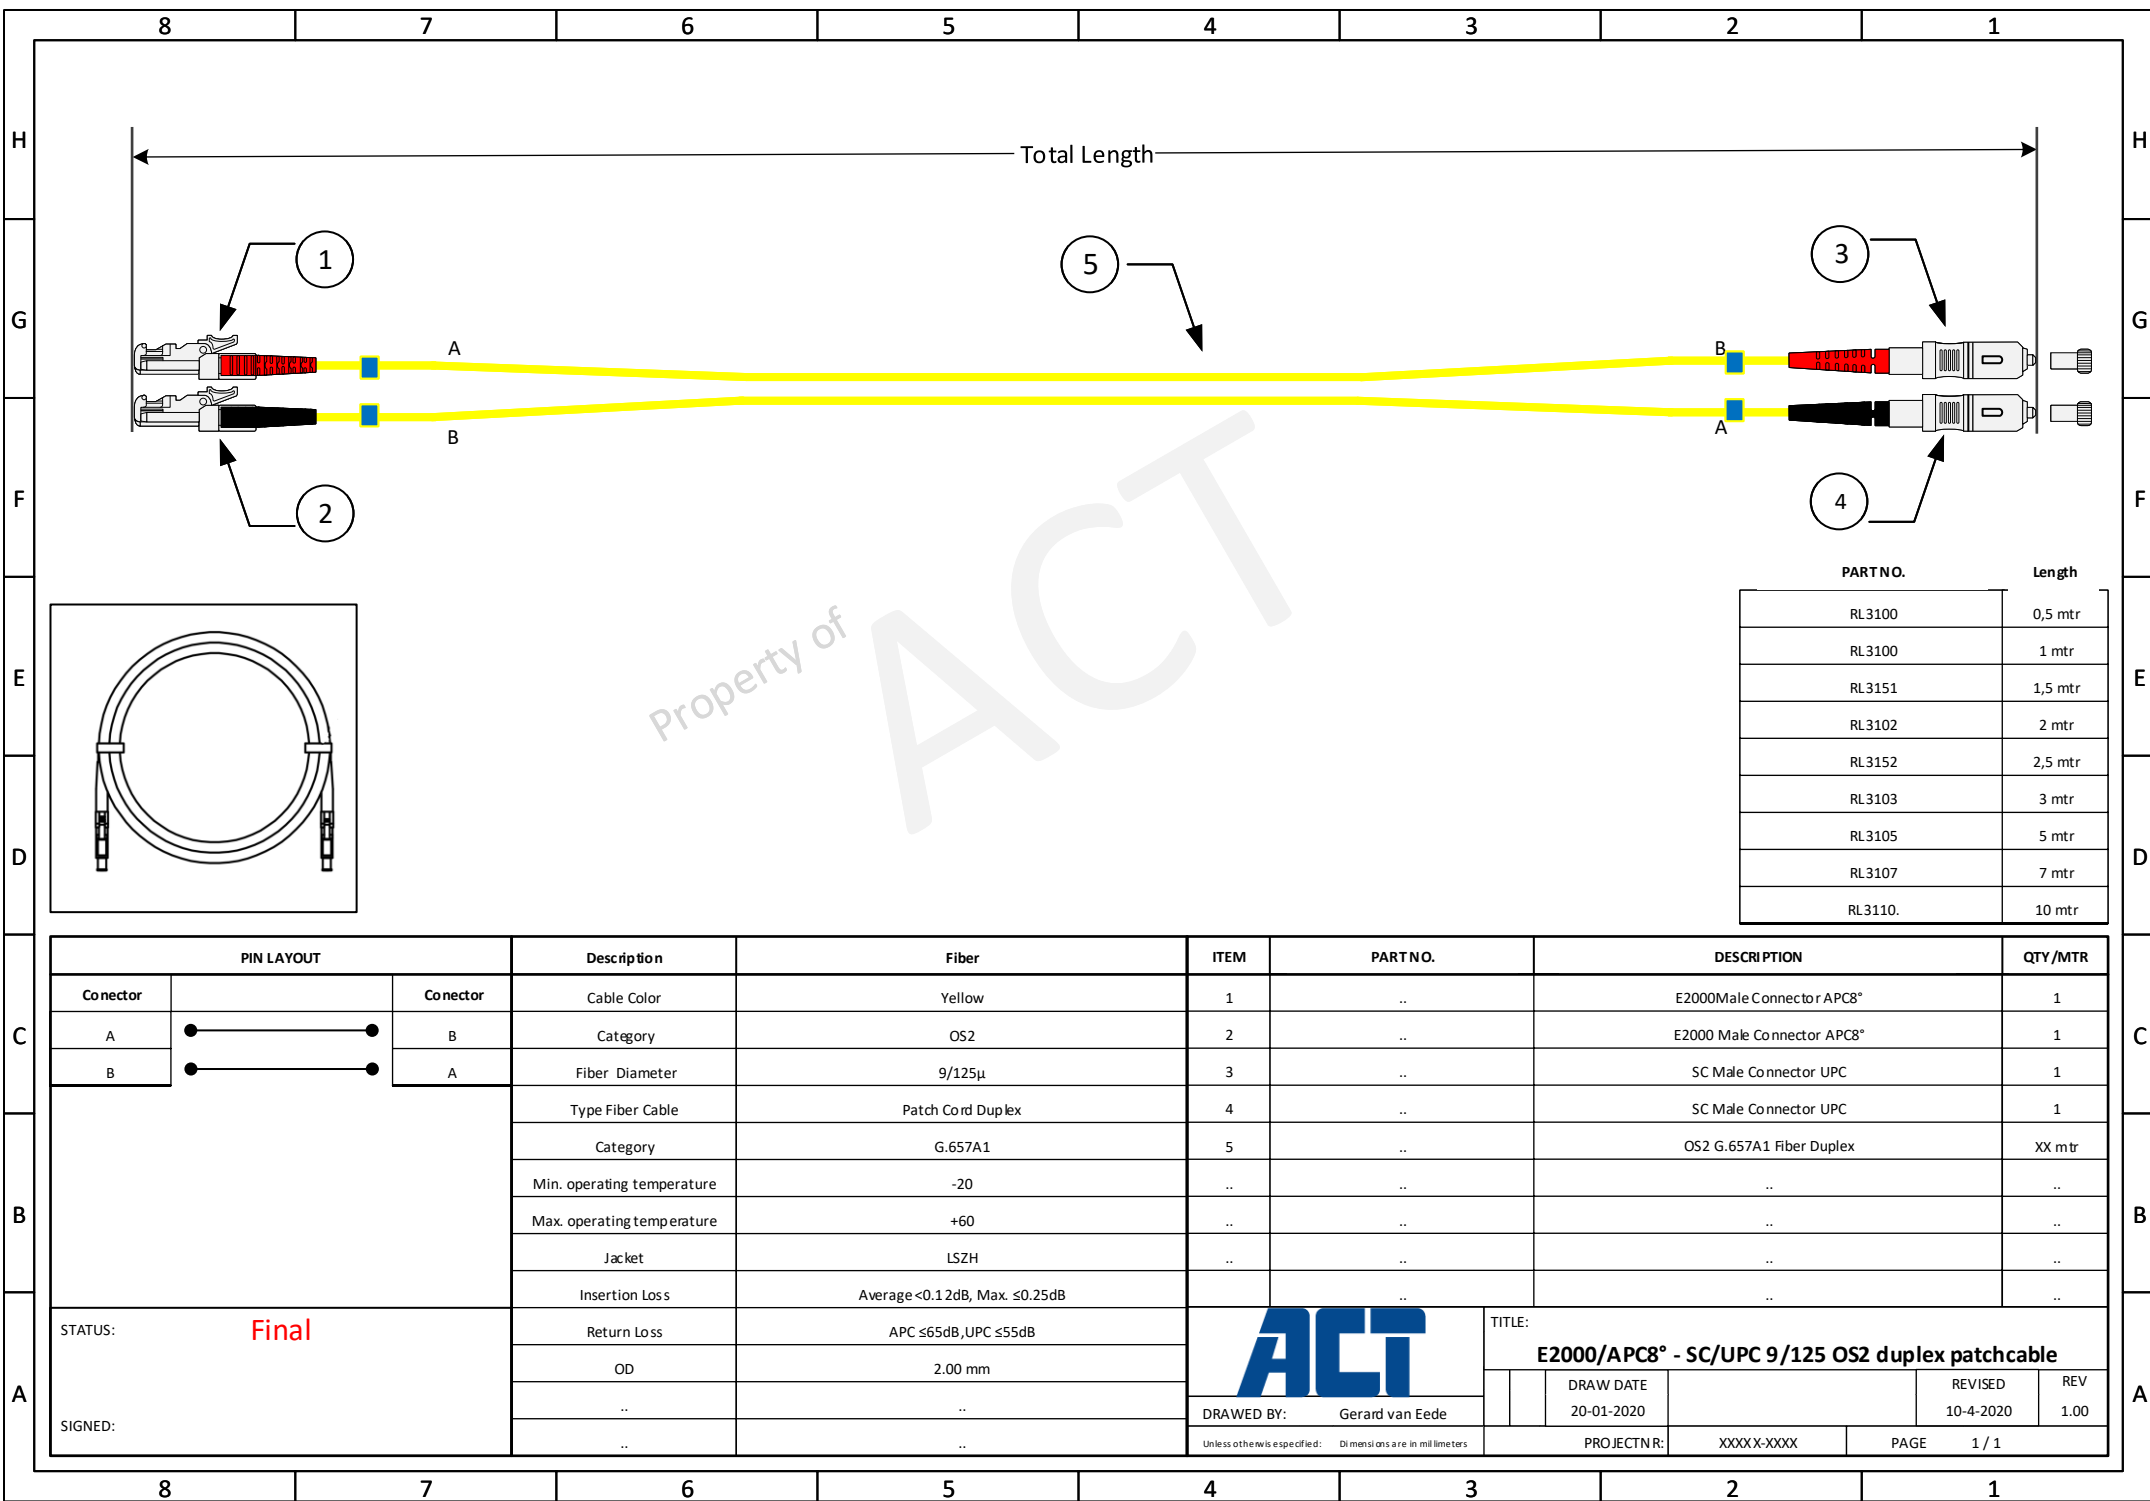 8 7 6 5 4 3 2 1
H H
Total Length
1 5 3
G G
A B
B A
2 4
F F
PART NO. Length
RL3100 0,5 mtr
RL3100 1 mtr
RL3151 1,5 mtr
RL3102 2 mtr
RL3152 2,5 mtr
RL3103 3 mtr
RL3105 5 mtr
RL3107 7 mtr
RL3110. 10 mtr
E E
Property of ACT
D D
PIN LAYOUT
Conector Conector
A B
B A
Description Fiber
Cable Color Yellow
Category OS2
Fiber Diameter 9/125µ
Type Fiber Cable Patch Cord Duplex
Category G.657A1
Min. operating temperature -20
Max. operating temperature +60
Jacket LSZH
Insertion Loss Average<0.12dB, Max. ≤0.25dB
Return Loss APC ≤65dB,UPC ≤55dB
OD 2.00 mm
.. ..
.. ..
ITEM PART NO. DESCRIPTION QTY/MTR
1 .. E2000Male Connector APC8° 1
2 .. E2000 Male Connector APC8° 1
3 .. SC Male Connector UPC 1
4 .. SC Male Connector UPC 1
5 .. OS2 G.657A1 Fiber Duplex XX mtr
.. .. .. ..
.. .. .. ..
.. .. .. ..
.. .. ..
C C
B B
STATUS: Final
SIGNED:
A A
ACT
DRAWED BY: Gerard van Eede
Unless otherwis especified: Dimensions are in millimeters
TITLE:
E2000/APC8° - SC/UPC 9/125 OS2 duplex patchcable
DRAW DATE REVISED REV
20-01-2020 10-4-2020 1.00
PROJECTNR: XXXXX-XXXX PAGE 1 / 1
8 7 6 5 4 3 2 1